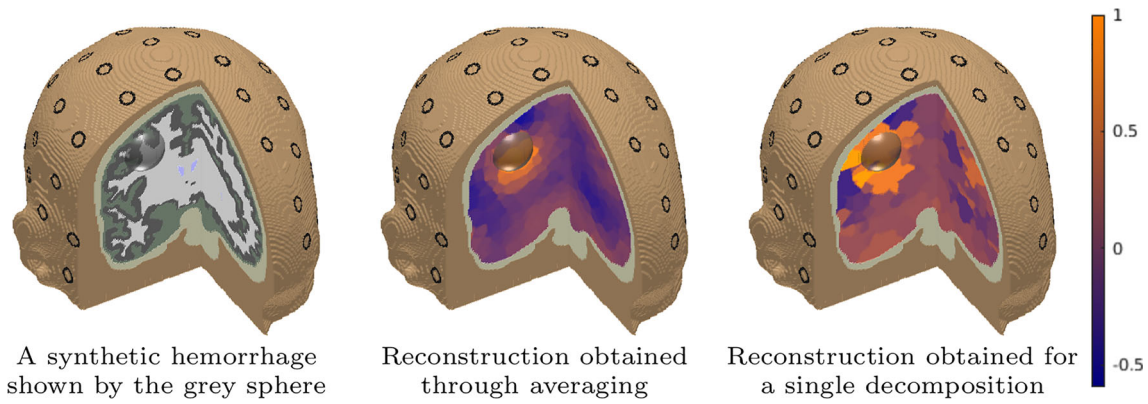 A synthetic hemorrhage
shown by the grey sphere
Reconstruction obtained
through averaging
Reconstruction obtained for
a single decomposition
1
0.5
0
-0.5